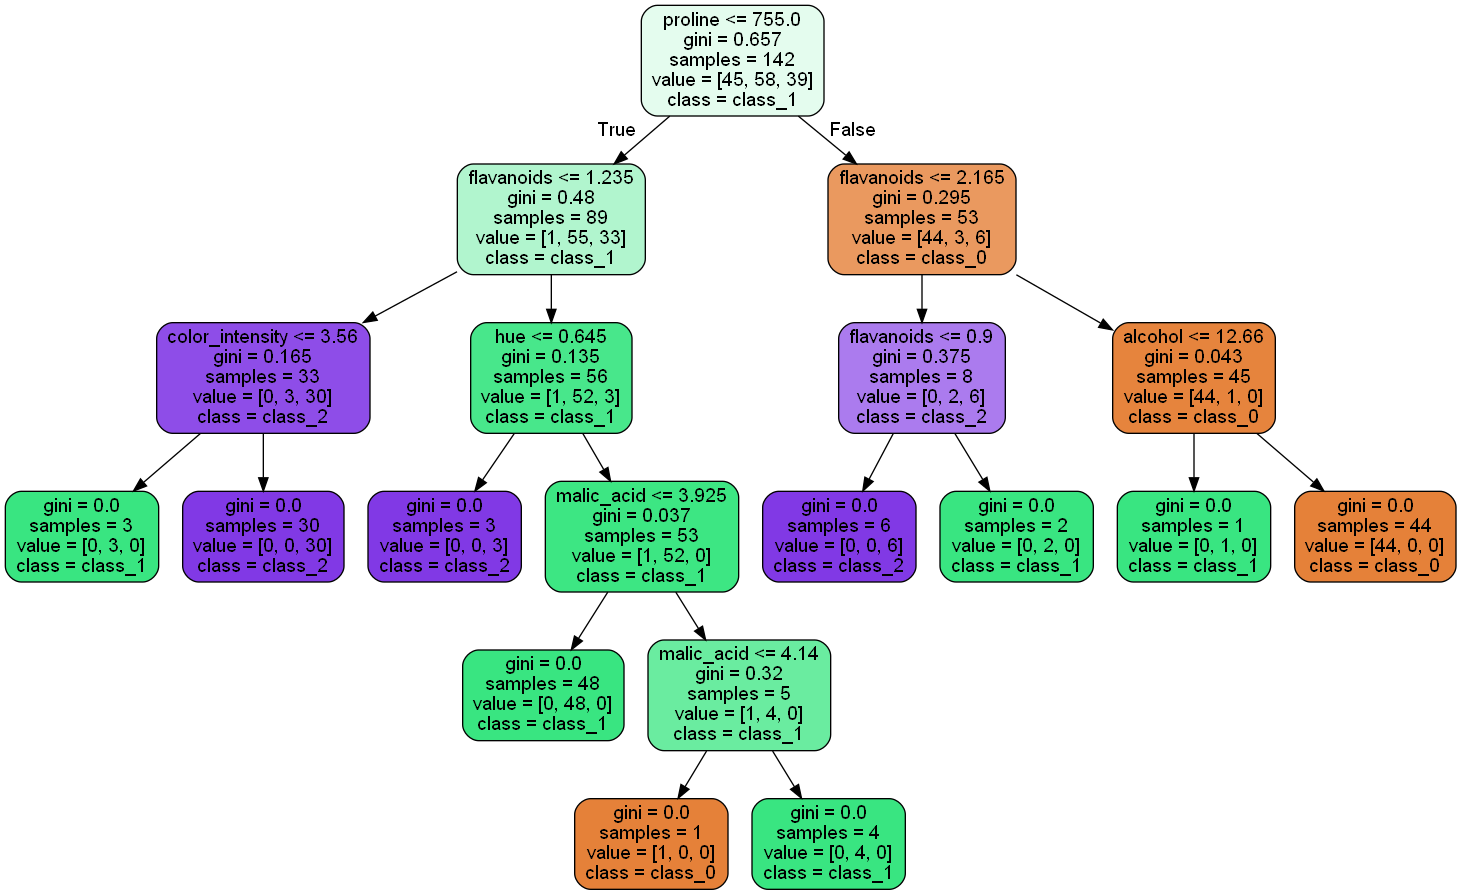 proline <= 755.0
gini = 0.657
samples = 142
value = [45, 58, 39]
class = class_1
True
False
flavanoids <= 1.235
gini = 0.48
samples = 89
value = [1, 55, 33]
class = class_1
flavanoids <= 2.165
gini = 0.295
samples = 53
value = [44, 3, 6]
class = class_0
color_intensity <= 3.56
gini = 0.165
samples = 33
value = [0, 3, 30]
class = class_2
hue <= 0.645
gini = 0.135
samples = 56
value = [1, 52, 3]
class = class_1
flavanoids <= 0.9
gini = 0.375
samples = 8
value = [0, 2, 6]
class = class_2
alcohol <= 12.66
gini = 0.043
samples = 45
value = [44, 1, 0]
class = class_0
gini = 0.0
samples = 3
value = [0, 3, 0]
class = class_1
gini = 0.0
samples = 30
value = [0, 0, 30]
class = class_2
gini = 0.0
samples = 3
value = [0, 0, 3]
class = class_2
malic_acid <= 3.925
gini = 0.037
samples = 53
value = [1, 52, 0]
class = class_1
gini = 0.0
samples = 6
value = [0, 0, 6]
class = class_2
gini = 0.0
samples = 2
value = [0, 2, 0]
class = class_1
gini = 0.0
samples = 1
value = [0, 1, 0]
class = class_1
gini = 0.0
samples = 44
value = [44, 0, 0]
class = class_0
gini = 0.0
samples = 48
value = [0, 48, 0]
class = class_1
malic_acid <= 4.14
gini = 0.32
samples = 5
value = [1, 4, 0]
class = class_1
gini = 0.0
samples = 1
value = [1, 0, 0]
class = class_0
gini = 0.0
samples = 4
value = [0, 4, 0]
class = class_1